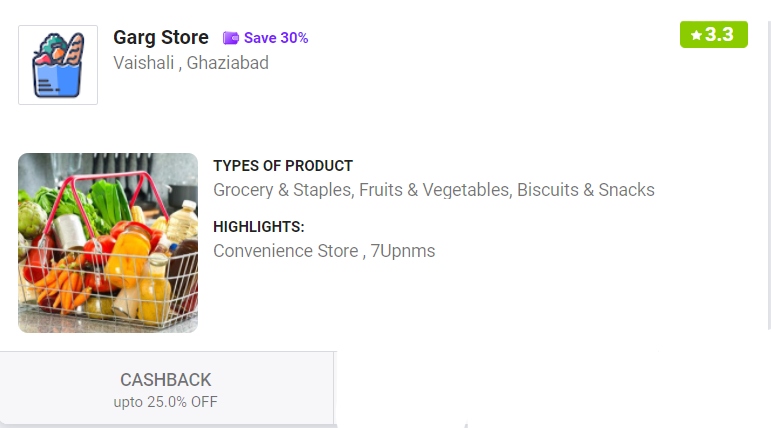 Garg Store Save 30%
3.3
Vaishali , Ghaziabad
TYPES OF PRODUCT
Grocery & Staples, Fruits & Vegetables, Biscuits & Snacks
HIGHLIGHTS:
Convenience Store , 7Upnms
CASHBACK
upto 25.0% OFF